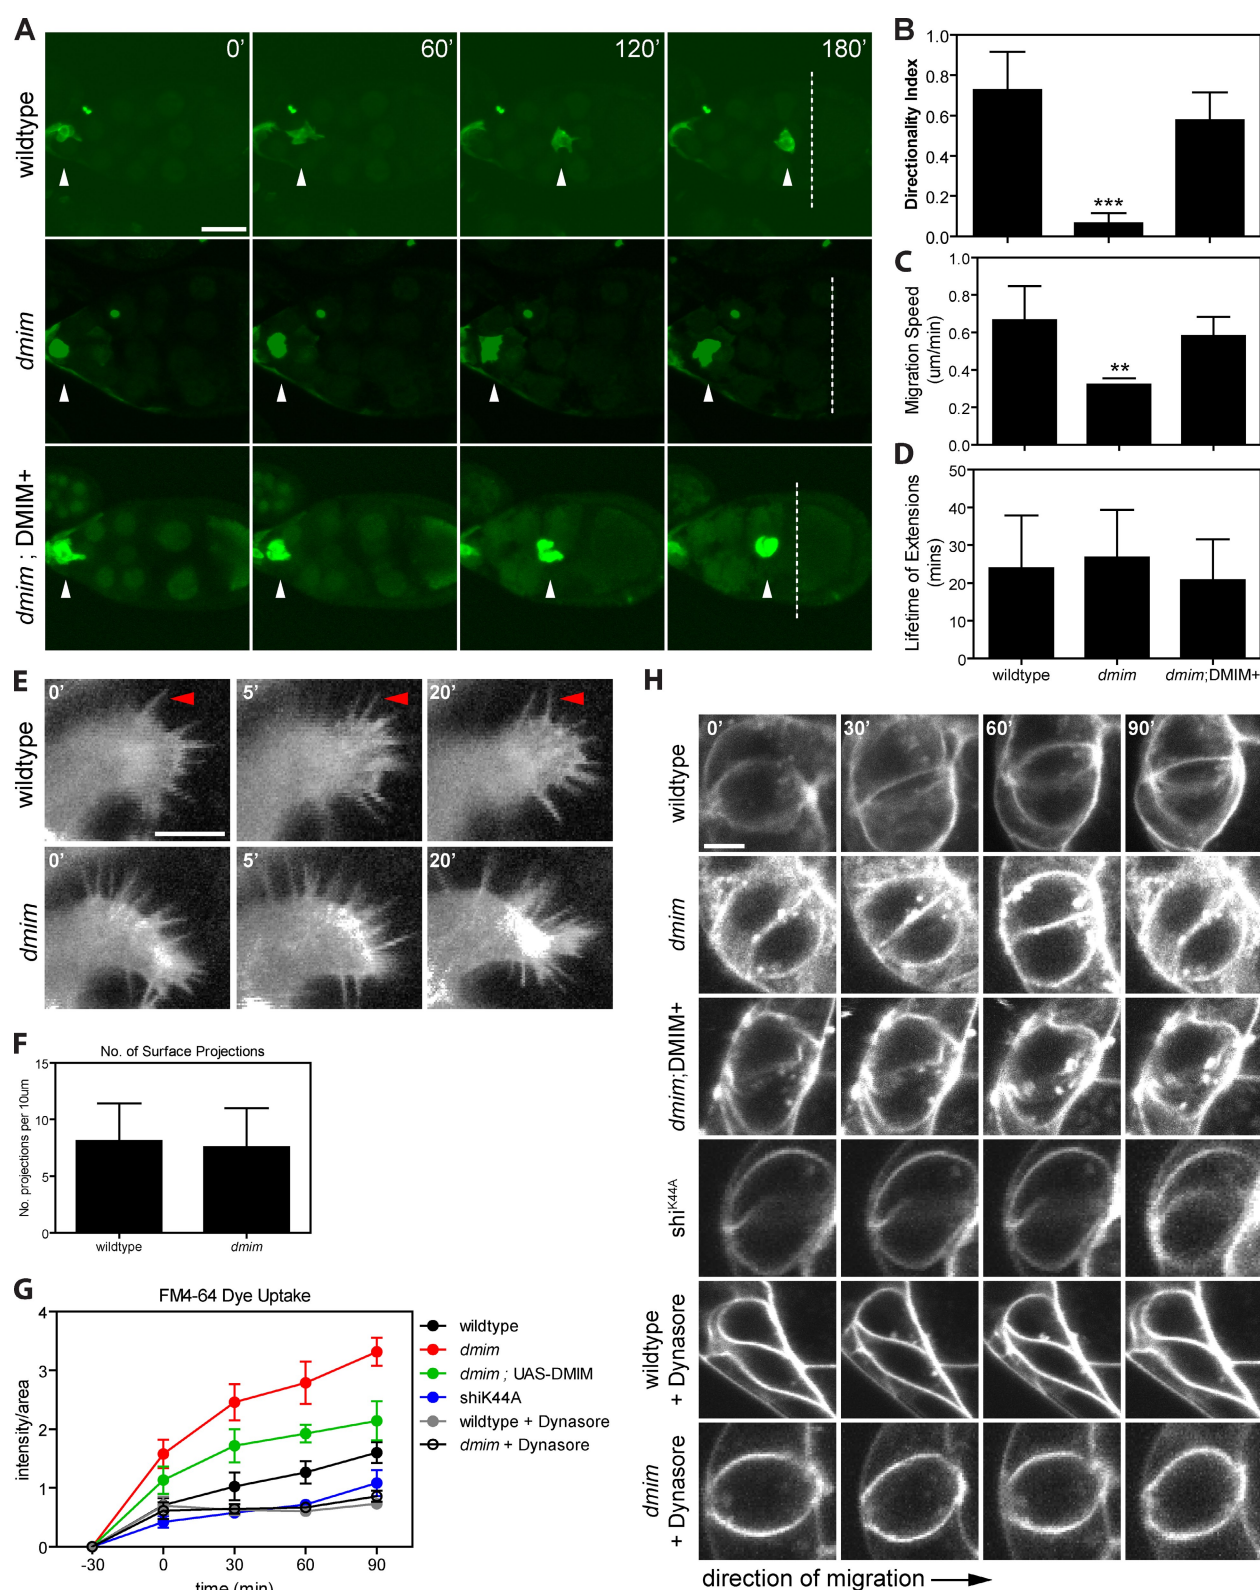 A
0’ 60’ 120’ 180’
wildtype
dmim
dmim ; DMIM+
B
Directionality Index
1.0
0.8
0.6
0.4
0.2
0.0
***
C
Migration Speed
(um/min)
1.0
0.8
0.6
0.4
0.2
0.0
**
D
Lifetime of Extensions
(mins)
50
40
30
20
10
0
wildtype dmim dmim;DMIM+
E
0’ 5’ 20’
wildtype
0’ 5’ 20’
dmim
F
No. of Surface Projections
No. projections per 10um
15
10
5
0
wildtype dmim
G
FM4-64 Dye Uptake
intensity/area
4
3
2
1
0
-30 0 30 60 90
time (min)
wildtype
dmim
dmim ; UAS-DMIM
shiK44A
wildtype + Dynasore
dmim + Dynasore
H
0’ 30’ 60’ 90’
wildtype
dmim
dmim;DMIM+
shiK44A
wildtype
+ Dynasore
dmim
+ Dynasore
direction of migration